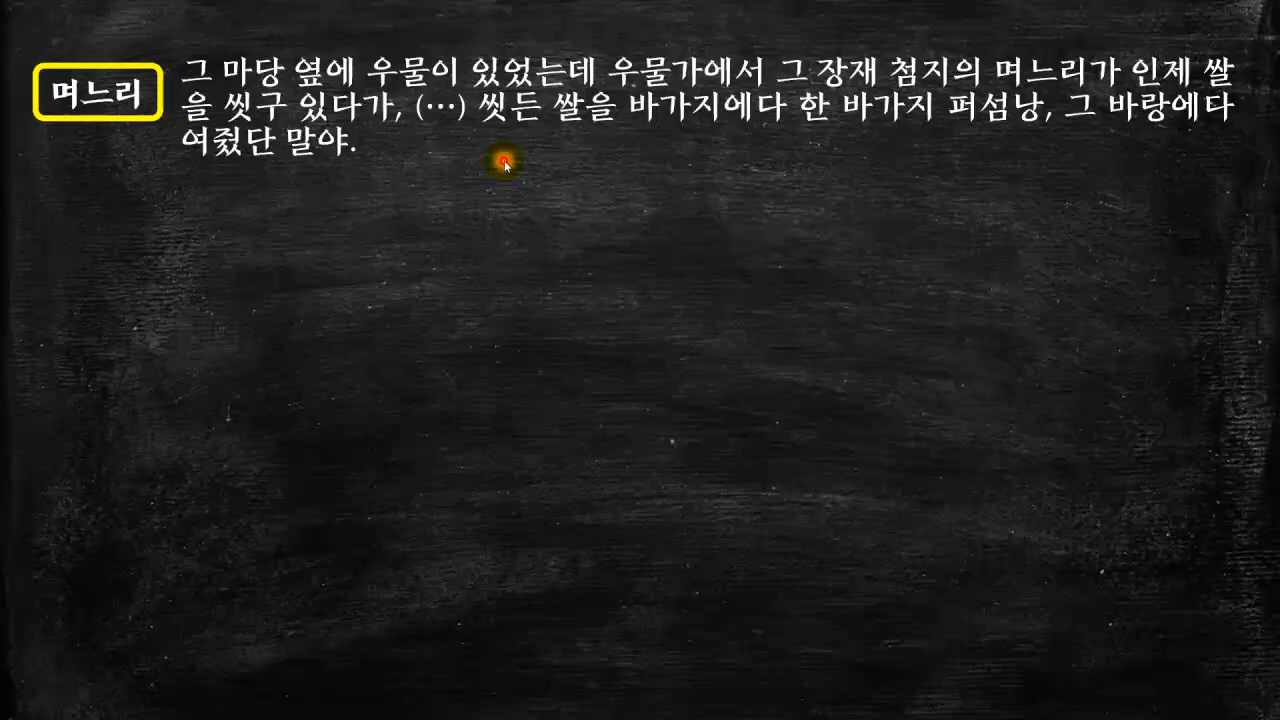 며느리
그 마당 옆에 우물이 있었는데 우물가에서 그 장재 첨지의 며느리가 인제 쌀
을 씻구 있다가, (…) 씻든 쌀을 바가지에다 한 바가지 퍼섬낭, 그 바랑에다
여줬단 말야.